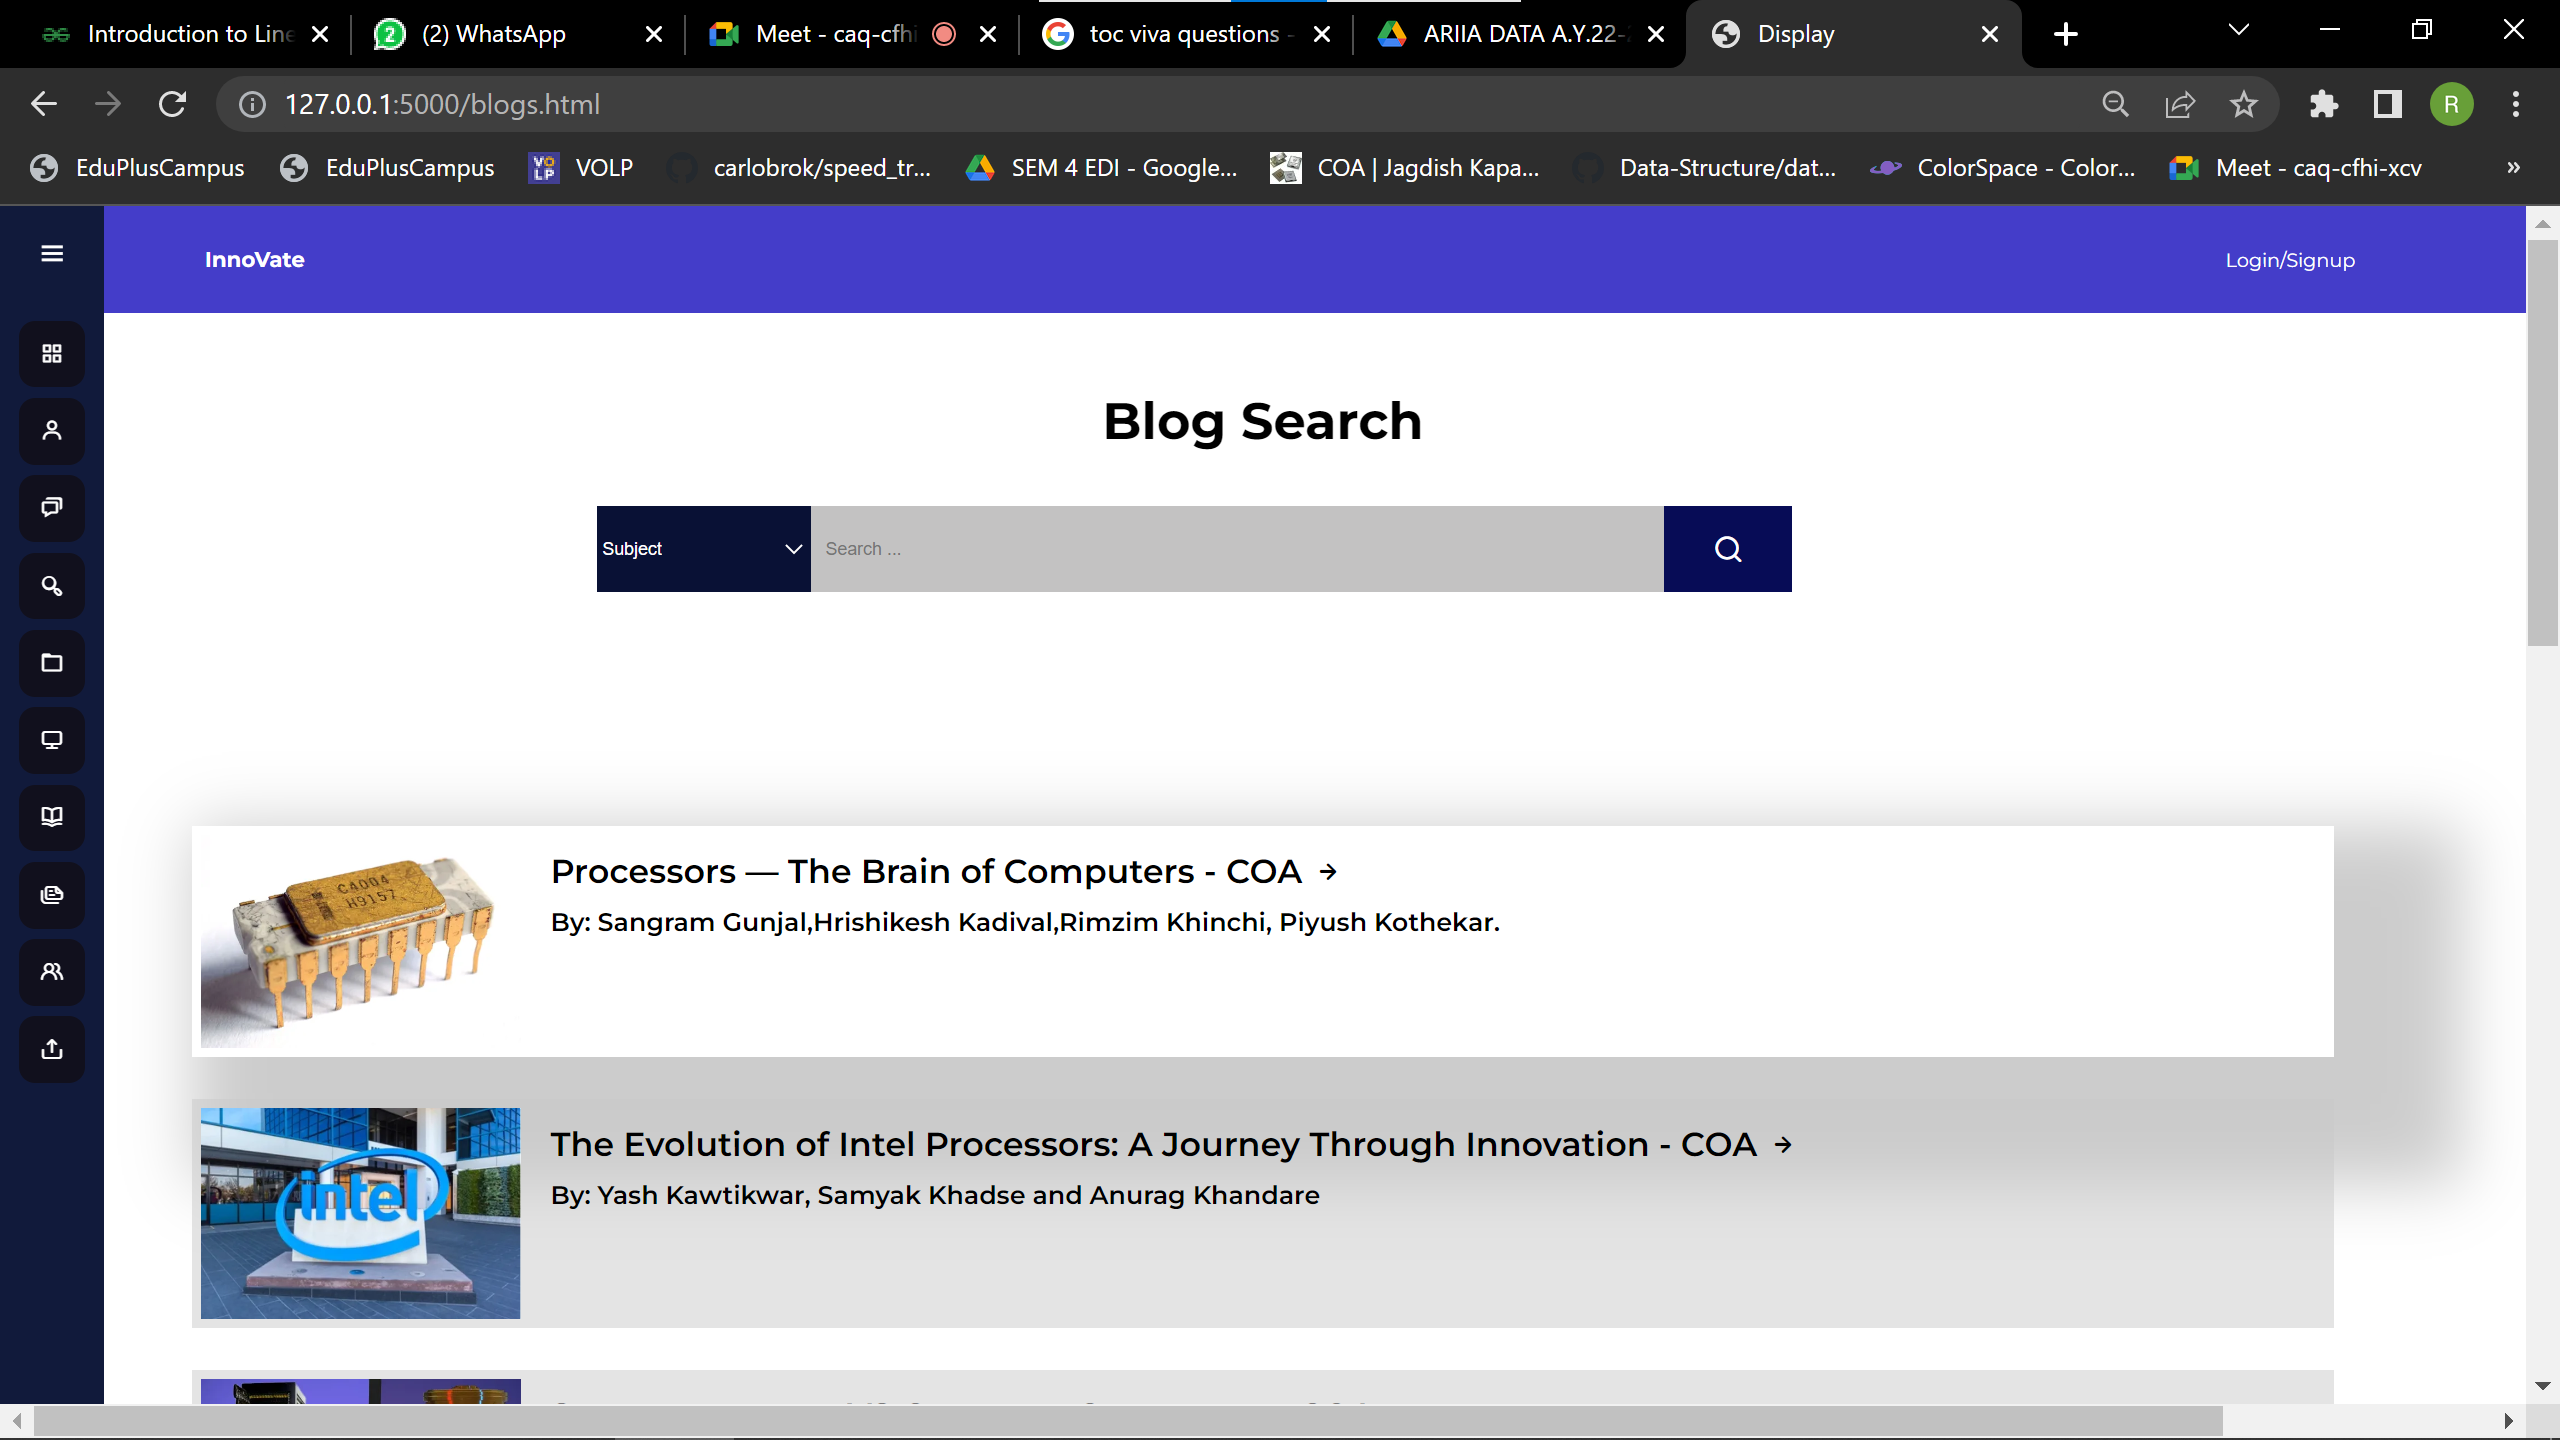 Introduction to Line
(2) WhatsApp
Meet - caq-cfhi
toc viva questions -
ARIIA DATA A.Y.22-2
Display
127.0.0.1:5000/blogs.html
R
EduPlusCampus
EduPlusCampus
VOLP
carlobrok/speed_tr...
SEM 4 EDI - Google...
COA | Jagdish Kapa...
Data-Structure/dat...
ColorSpace - Color...
Meet - caq-cfhi-xcv
»
InnoVate
Login/Signup
Blog Search
Subject
Search ...
C4004
H9157
Processors — The Brain of Computers - COA →
By: Sangram Gunjal,Hrishikesh Kadival,Rimzim Khinchi, Piyush Kothekar.
intel
The Evolution of Intel Processors: A Journey Through Innovation - COA →
By: Yash Kawtikwar, Samyak Khadse and Anurag Khandare